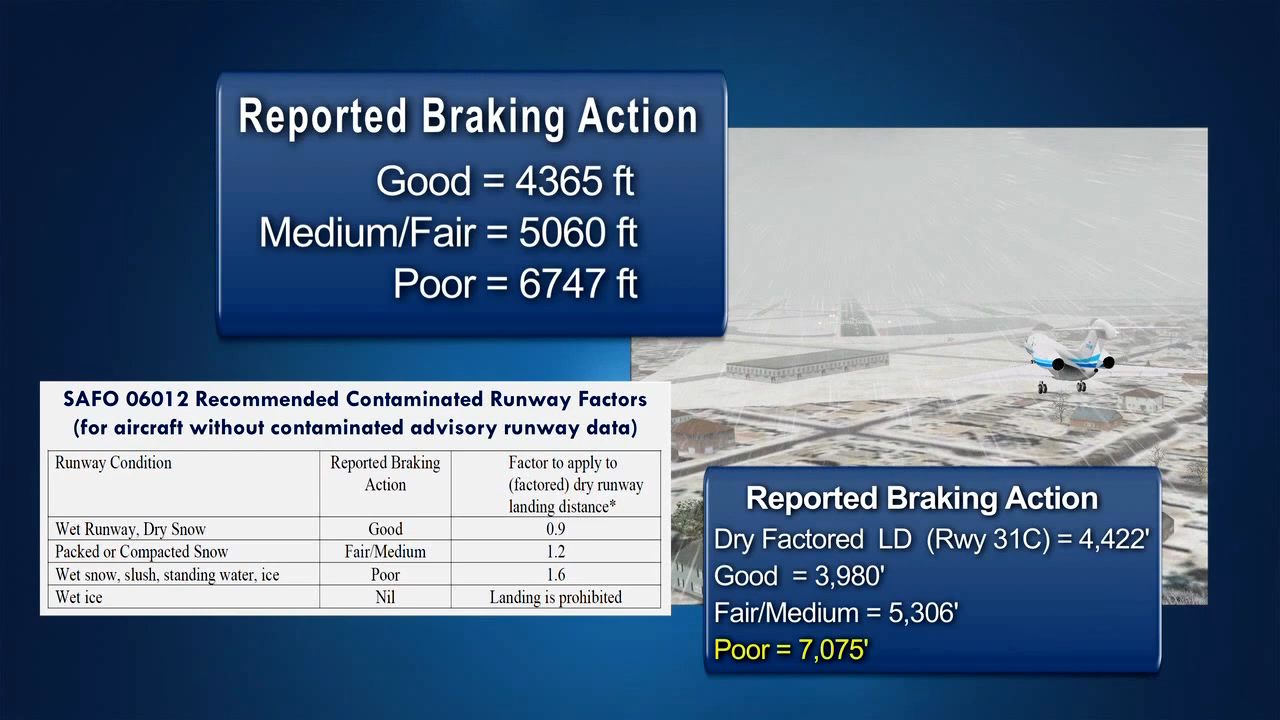 Reported Braking Action
Good = 4365 ft
Medium/Fair = 5060 ft
Poor = 6747 ft
SAFO 06012 Recommended Contaminated Runway Factors
(for aircraft without contaminated advisory runway data)
Runway Condition
Reported Braking
Action
Factor to apply to
(factored) dry runway
landing distance*
Wet Runway, Dry Snow Good 0.9
Packed or Compacted Snow Fair/Medium 1.2
Wet snow, slush, standing water, ice Poor 1.6
Wet ice Nil Landing is prohibited
Reported Braking Action
Dry Factored LD (Rwy 31C) = 4,422'
Good = 3,980'
Fair/Medium = 5,306'
Poor = 7,075'